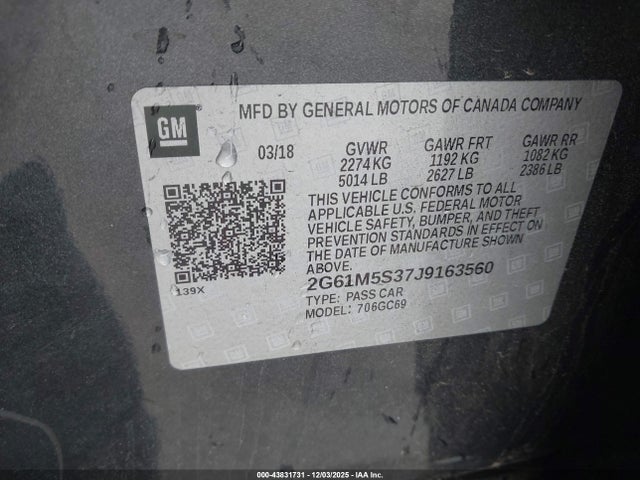 GM
MFD BY GENERAL MOTORS OF CANADA COMPANY
03/18
GVWR
2274 KG
5014 LB
GAWR FRT
1192 KG
2627 LB
GAWR RR
1082 KG
2386 LB
THIS VEHICLE CONFORMS TO ALL
APPLICABLE U.S. FEDERAL MOTOR
VEHICLE SAFETY, BUMPER, AND THEFT
PREVENTION STANDARDS IN EFFECT ON
THE DATE OF MANUFACTURE SHOWN
ABOVE.
139X
2G61M5S37J9163560
TYPE: PASS CAR
MODEL: 706GC69
000-43831731 - 12/03/2025 - IAA Inc.